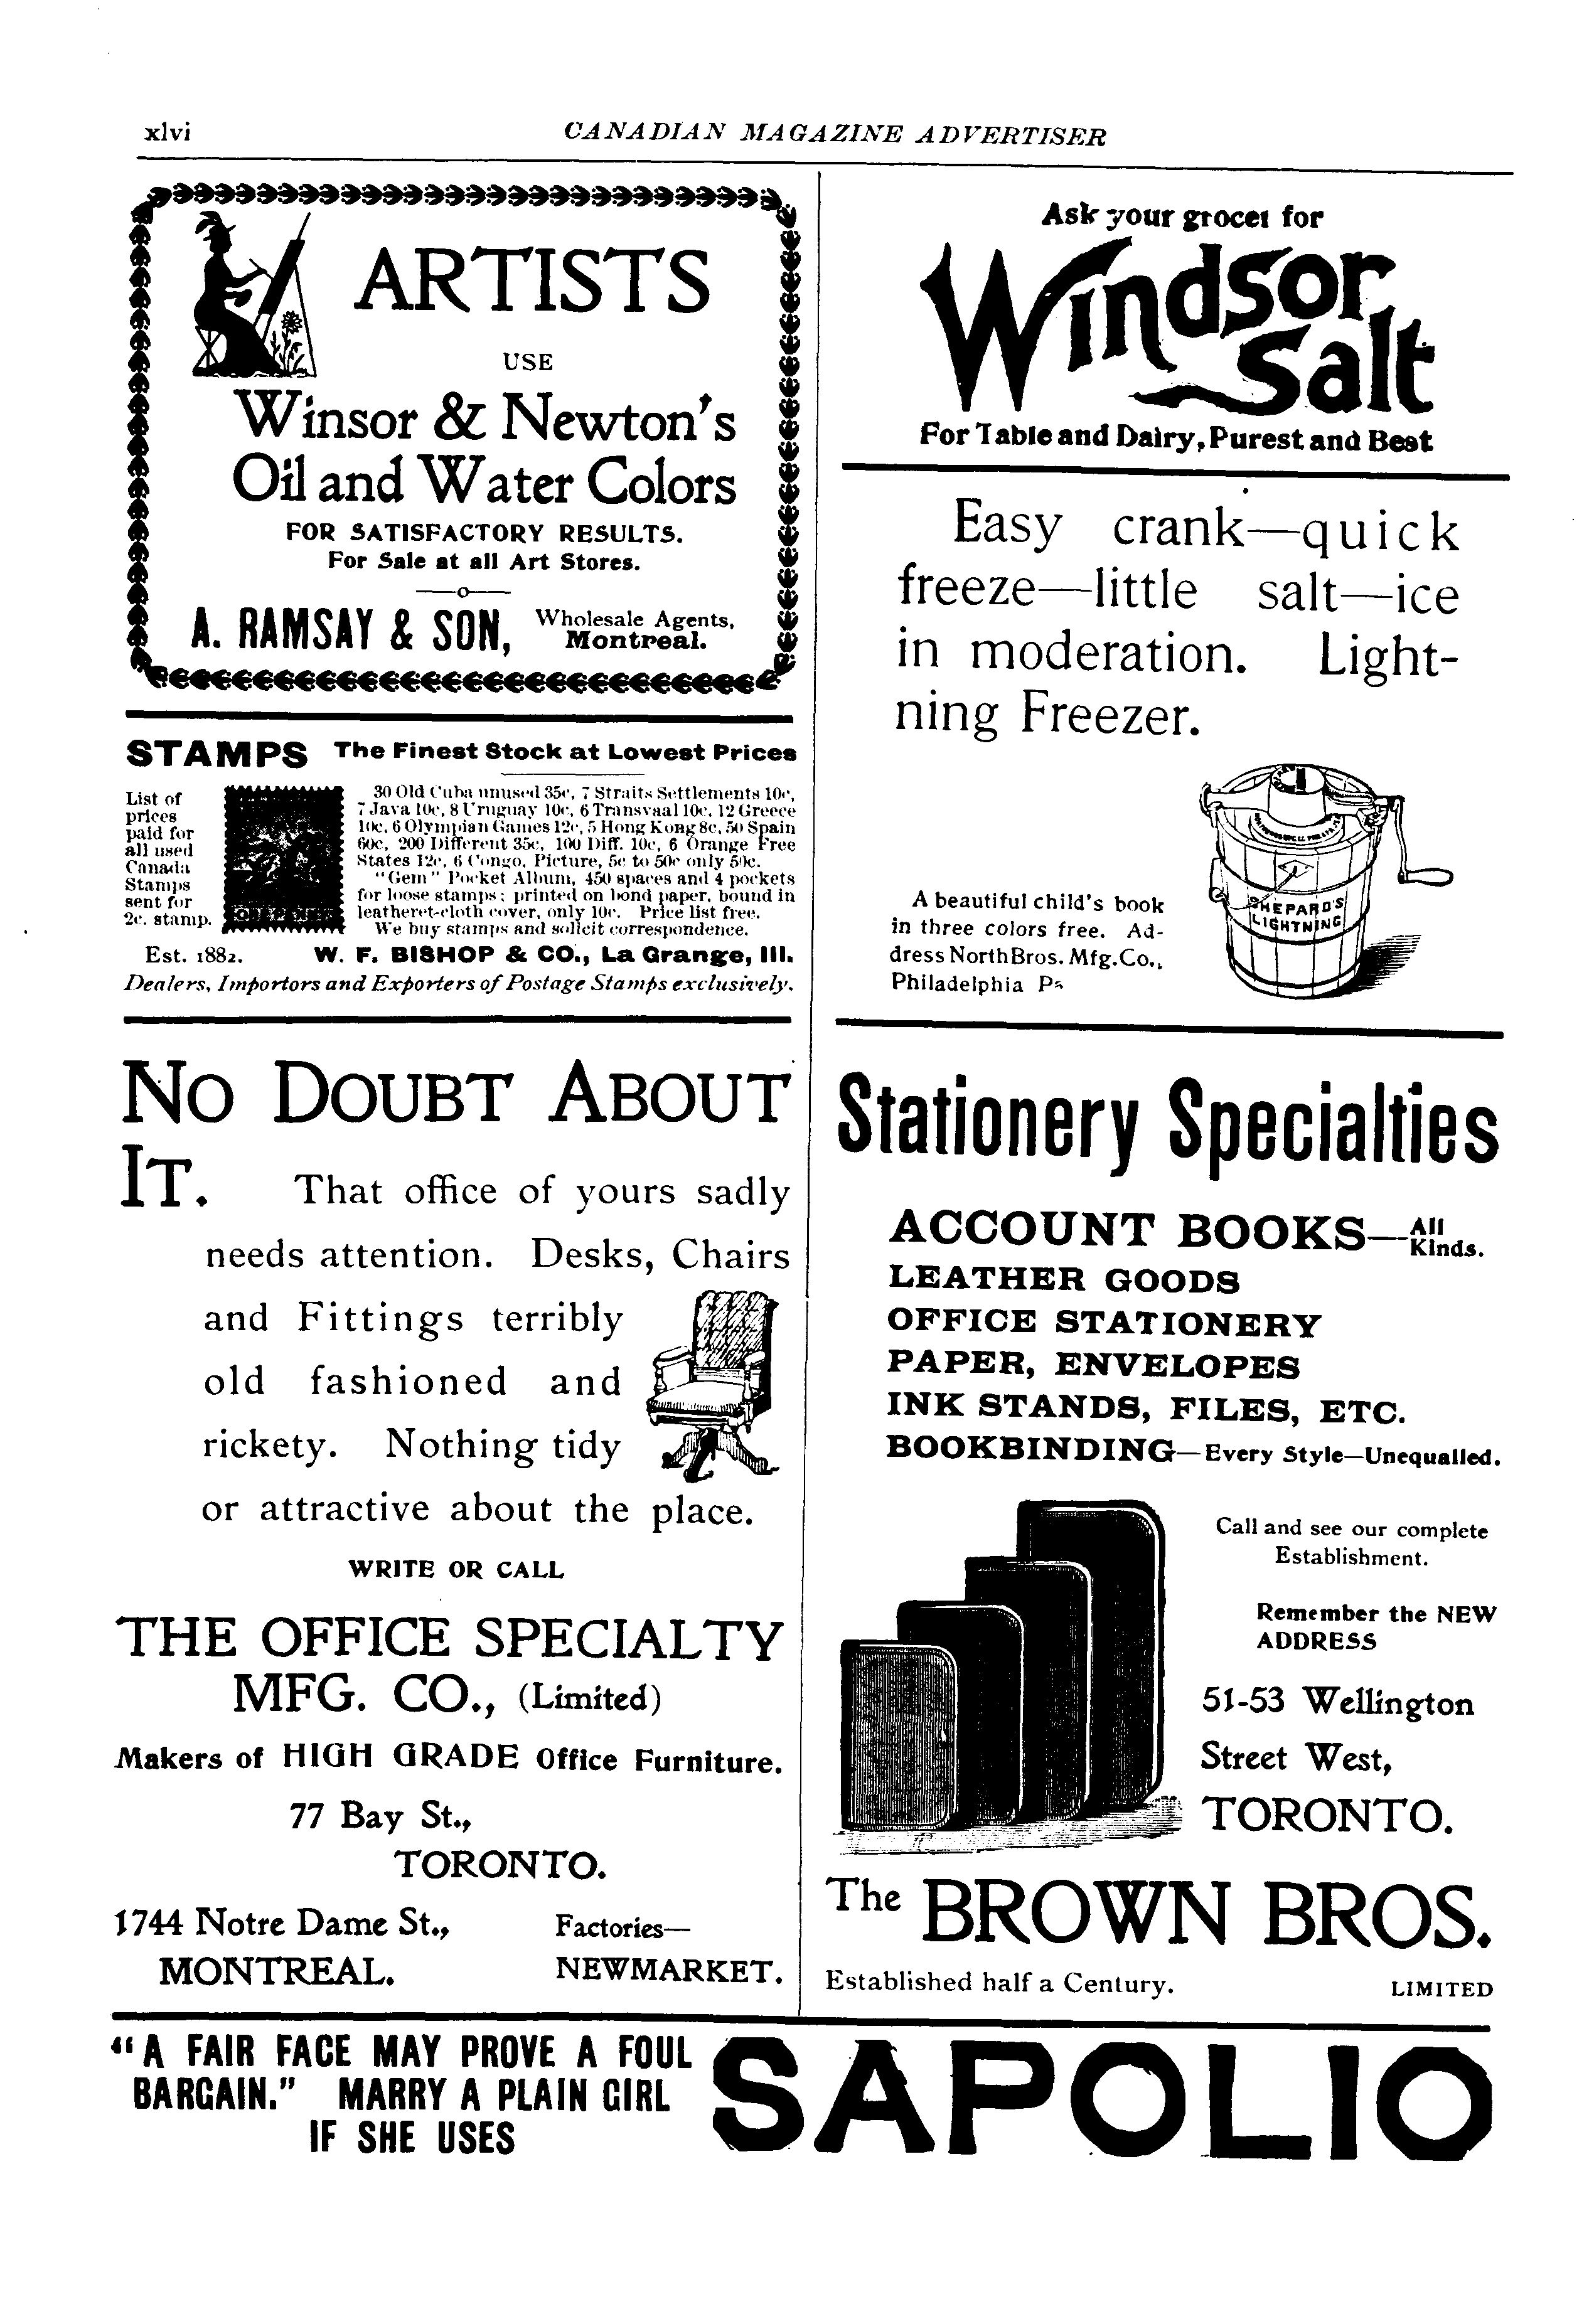 xlvi
CANADIAN MAGAZINE ADVERTISER
ARTISTS
USE
Winsor & Newton's
Oil and Water Colors
FOR SATISFACTORY RESULTS.
For Sale at all Art Stores.
A. RAMSAY & SON,
Wholesale Agents,
Montreal.
STAMPS
The Finest Stock at Lowest Prices
List of
prices
paid for
all used
Canada
Stamps
sent for
2c. stamp.
30 Old Cuba unused 35c, 7 Straits Settlements 10c,
7 Java 10c, 8 Uruguay 10c, 6 Transvaal 10c, 12 Greece
10c, 6 Olympian Games 12c, 5 Hong Kong 8c, 50 Spain
60c, 200 Different 35c, 100 Diff. 10c, 6 Orange Free
States 12c, 6 Congo, Picture, 5c to 50c only 50c.
"Gem" Pocket Album, 450 spaces and 4 pockets
for loose stamps; printed on bond paper, bound in
leatheret-cloth cover, only 10c. Price list free.
We buy stamps and solicit correspondence.
Est. 1882.
W. F. BISHOP & CO., La Grange, Ill.
Dealers, Importors and Exporters of Postage Stamps exclusively.
NO DOUBT ABOUT
IT. That office of yours sadly
needs attention. Desks, Chairs
and Fittings terribly
old fashioned and
rickety. Nothing tidy
or attractive about the place.
WRITE OR CALL
THE OFFICE SPECIALTY
MFG. CO., (Limited)
Makers of HIGH GRADE Office Furniture.
77 Bay St.,
TORONTO.
1744 Notre Dame St.,
MONTREAL.
Factories—
NEWMARKET.
Ask your grocer for
Windsor
Salt
For Table and Dairy, Purest and Best
Easy crank—quick
freeze—little salt—ice
in moderation. Light-
ning Freezer.
A beautiful child's book
in three colors free. Ad-
dress North Bros. Mfg. Co.,
Philadelphia Pa
SHEPARD'S
LIGHTNING
Stationery Specialties
ACCOUNT BOOKS—All
Kinds.
LEATHER GOODS
OFFICE STATIONERY
PAPER, ENVELOPES
INK STANDS, FILES, ETC.
BOOKBINDING—Every Style—Unequalled.
Call and see our complete
Establishment.
Remember the NEW
ADDRESS
51-53 Wellington
Street West,
TORONTO.
The BROWN BROS.
Established half a Century.
LIMITED
"A FAIR FACE MAY PROVE A FOUL
BARGAIN." MARRY A PLAIN GIRL
IF SHE USES
SAPOLIO